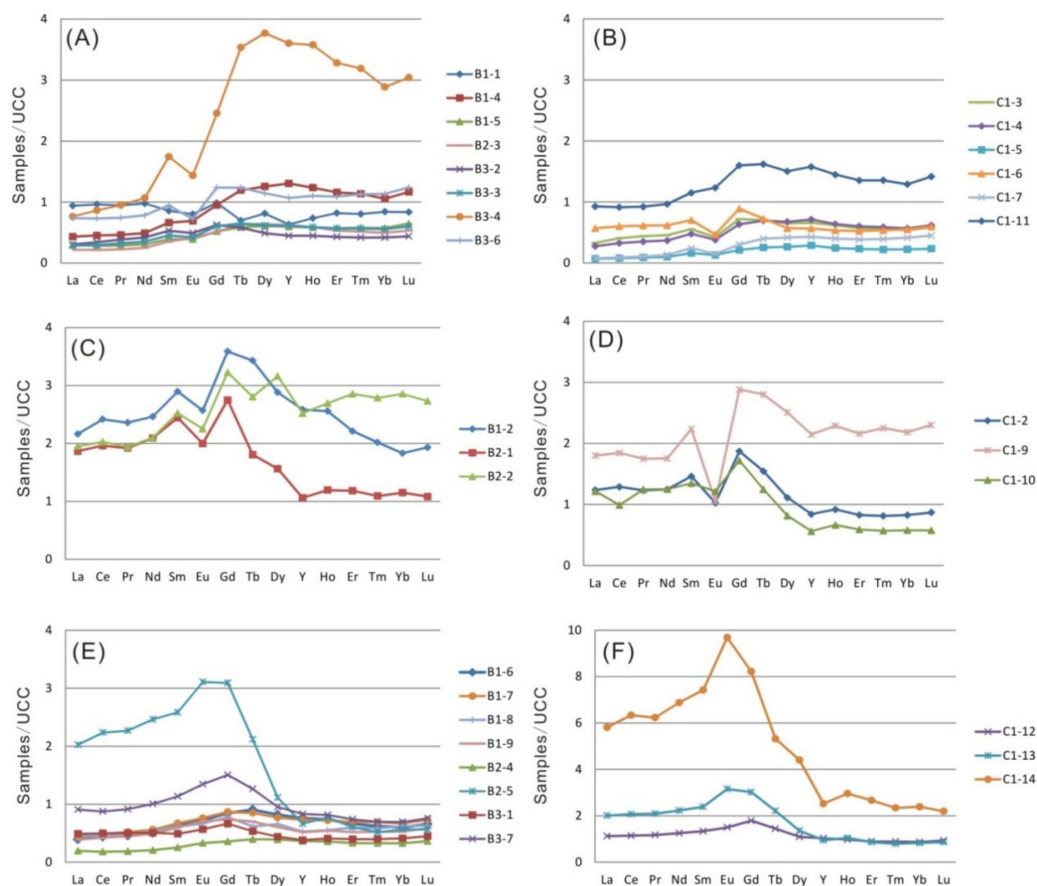 (A)
Samples/UCC
4
3
2
1
0
La Ce Pr Nd Sm Eu Gd Tb Dy Y Ho Er Tm Yb Lu
B1-1
B1-4
B1-5
B2-3
B3-2
B3-3
B3-4
B3-6
(B)
Samples/UCC
4
3
2
1
0
La Ce Pr Nd Sm Eu Gd Tb Dy Y Ho Er Tm Yb Lu
C1-3
C1-4
C1-5
C1-6
C1-7
C1-11
(C)
Samples/UCC
4
3
2
1
0
La Ce Pr Nd Sm Eu Gd Tb Dy Y Ho Er Tm Yb Lu
B1-2
B2-1
B2-2
(D)
Samples/UCC
4
3
2
1
0
La Ce Pr Nd Sm Eu Gd Tb Dy Y Ho Er Tm Yb Lu
C1-2
C1-9
C1-10
(E)
Samples/UCC
4
3
2
1
0
La Ce Pr Nd Sm Eu Gd Tb Dy Y Ho Er Tm Yb Lu
B1-6
B1-7
B1-8
B1-9
B2-4
B2-5
B3-1
B3-7
(F)
Samples/UCC
10
8
6
4
2
0
La Ce Pr Nd Sm Eu Gd Tb Dy Y Ho Er Tm Yb Lu
C1-12
C1-13
C1-14